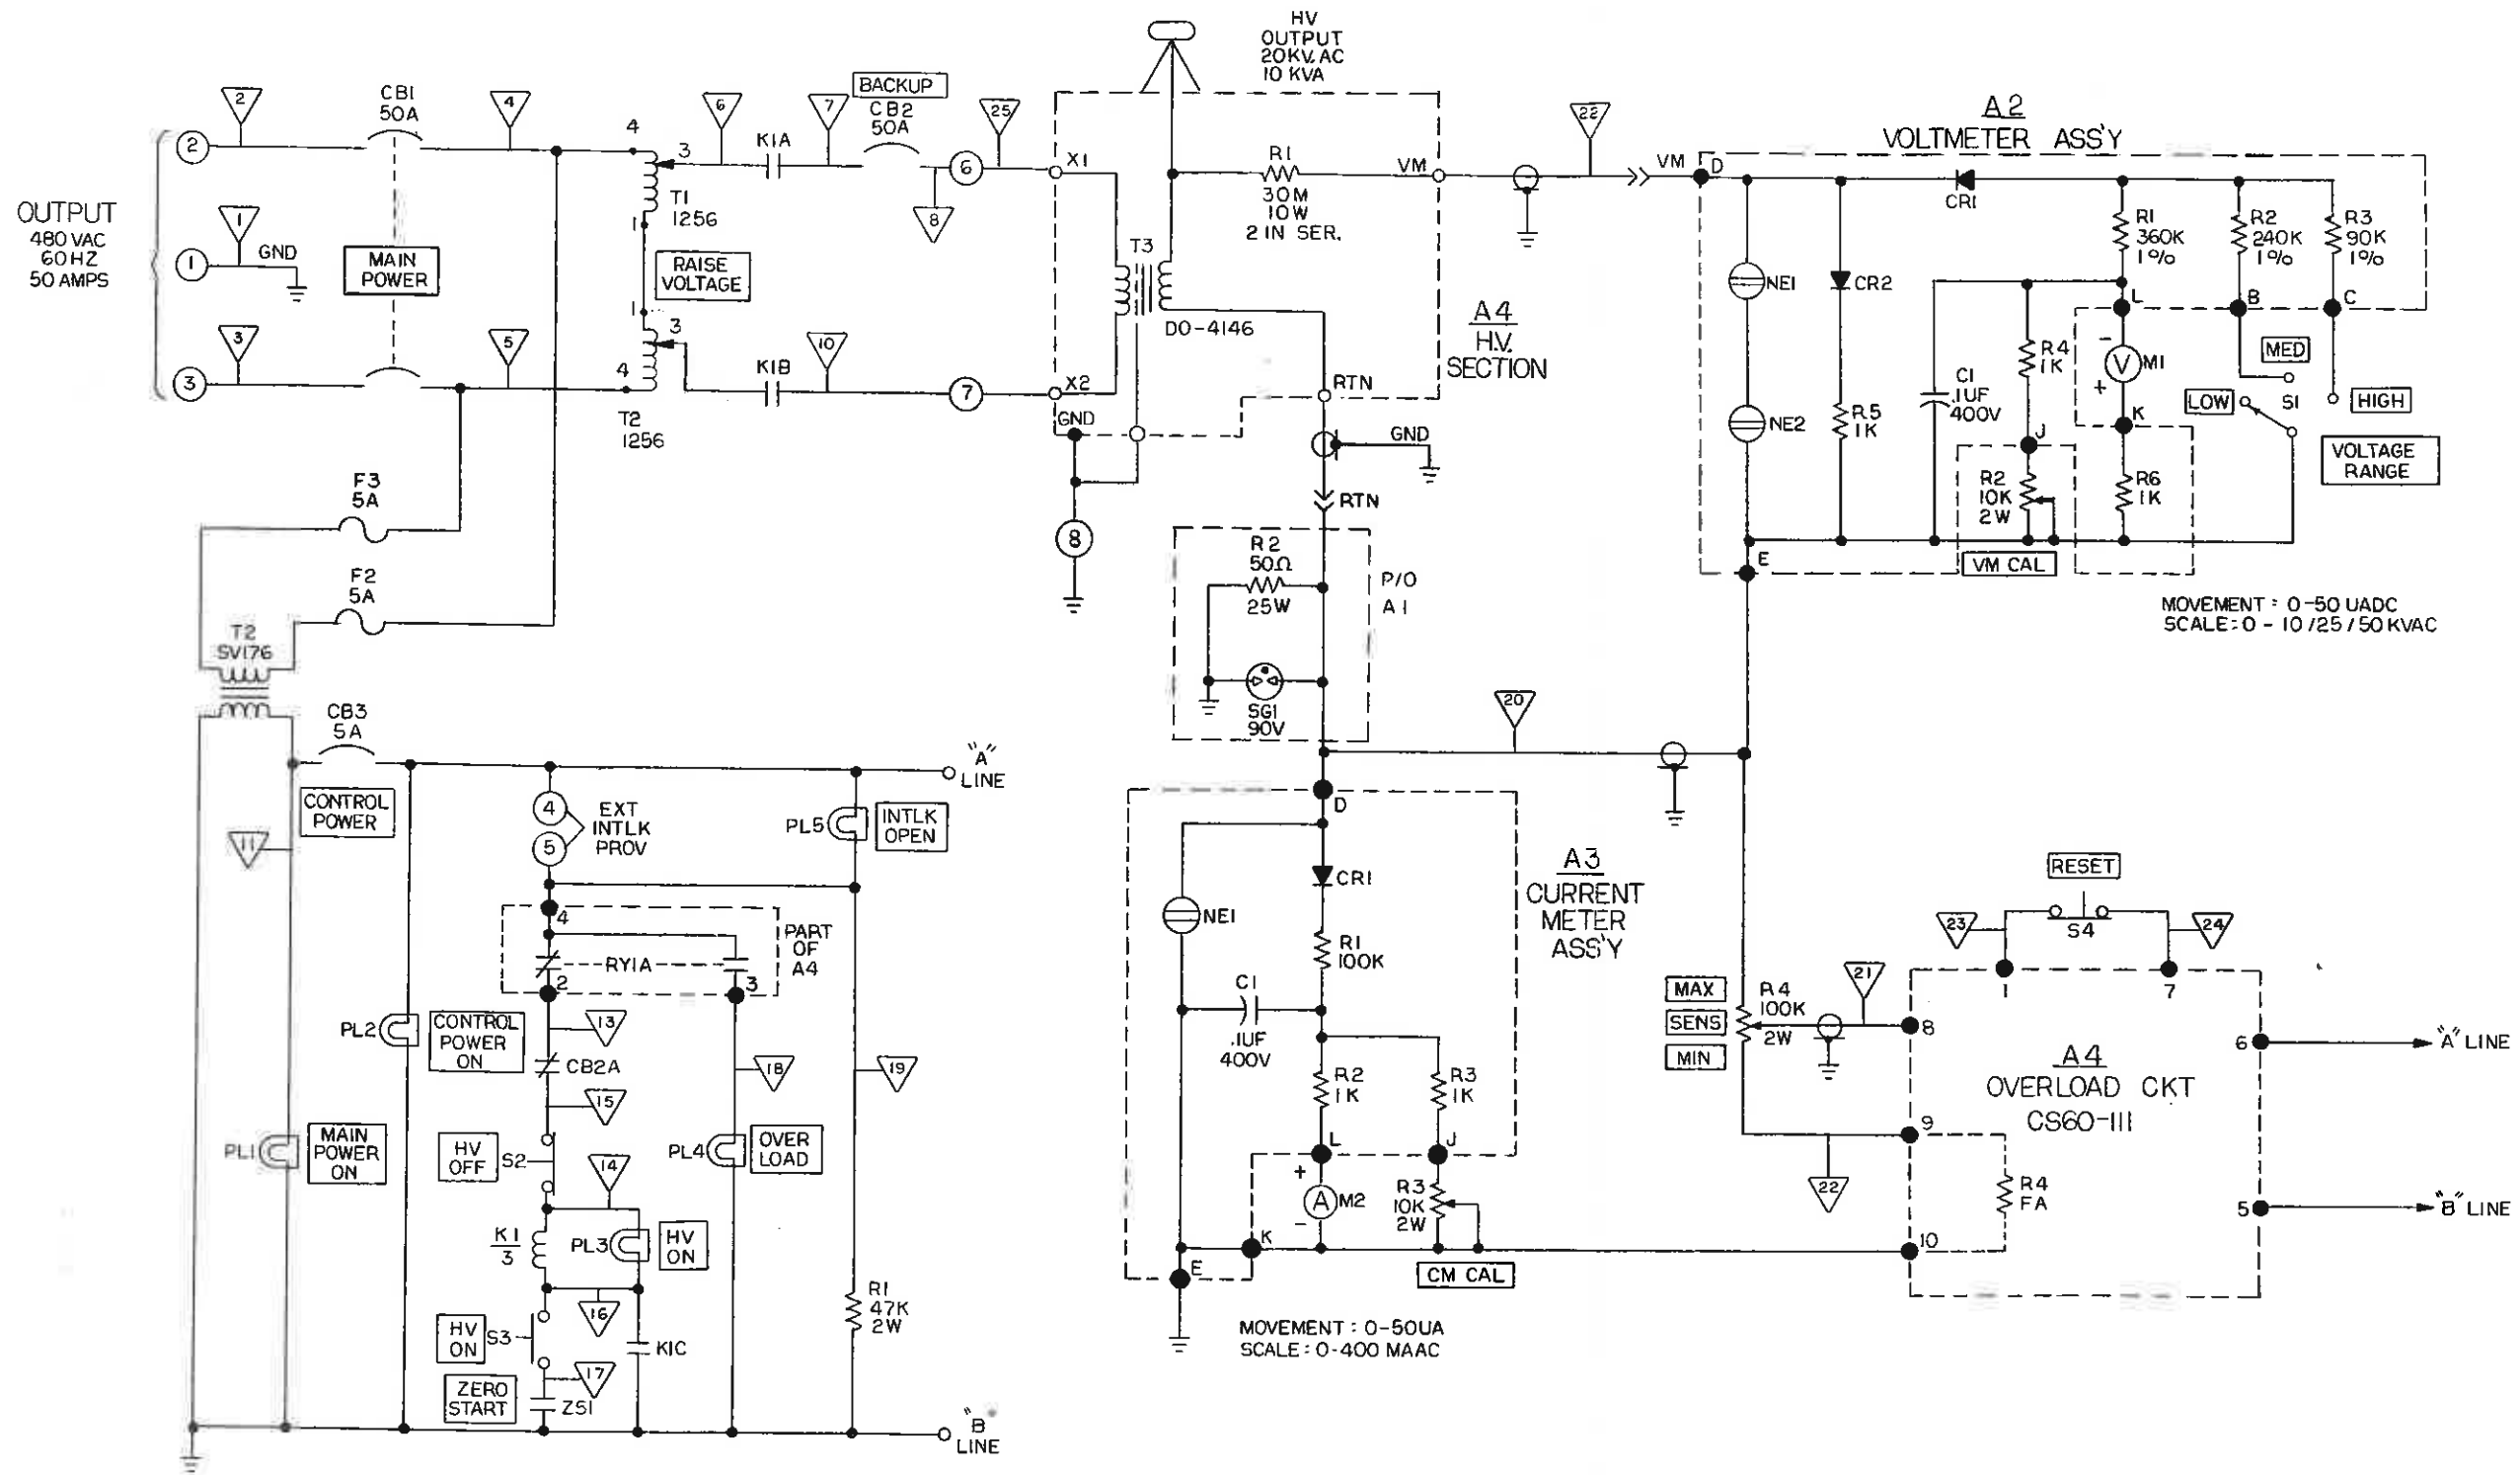 OUTPUT
480 VAC
60 HZ
50 AMPS
2
2
1
1
GND
3
3
CB1
50A
MAIN
POWER
4
5
4
3
T1
1256
1
RAISE
VOLTAGE
1
3
4
T2
1256
6
K1A
7
BACKUP
CB2
50A
8
6
25
K1B
10
7
HV
OUTPUT
20KV.AC
10 KVA
X1
X2
GND
T3
DO-4146
R1
30M
10W
2 IN SER.
VM
RTN
A4
H.V.
SECTION
8
GND
RTN
22
VM
A2
VOLTMETER ASS'Y
D
NE1
NE2
CR2
R5
1K
CR1
R1
360K
1%
R2
240K
1%
R3
90K
1%
L
B
C
C1
.1UF
400V
R4
1K
- V M1
+
K
J
R2
10K
2W
R6
1K
VM CAL
E
MED
LOW
S1
HIGH
VOLTAGE
RANGE
MOVEMENT : 0-50 UADC
SCALE: 0 - 10 / 25 / 50 KVAC
F3
5A
F2
5A
T2
SV176
CB3
5A
CONTROL
POWER
11
PL1
MAIN
POWER
ON
PL2
CONTROL
POWER
ON
4
5
EXT
INTLK
PROV
PL5
INTLK
OPEN
"A"
LINE
4
RY1A
2
3
PART
OF
A4
13
CB2A
15
HV
OFF
S2
14
K1
3
PL3
HV
ON
16
HV
ON
S3
K1C
17
ZERO
START
ZS1
18
PL4
OVER
LOAD
19
R1
47K
2W
"B"
LINE
R2
50Ω
25W
SG1
90V
P/O
A1
20
D
CR1
NE1
R1
100K
C1
.1UF
400V
R2
1K
R3
1K
L
J
+
A M2
-
R3
10K
2W
K
E
CM CAL
A3
CURRENT
METER
ASS'Y
MOVEMENT : 0-50UA
SCALE : 0-400 MAAC
MAX
SENS
MIN
R4
100K
2W
21
22
RESET
23
S4
24
1
7
8
9
10
R4
FA
A4
OVERLOAD CKT
CS60-111
6
"A" LINE
5
"B" LINE